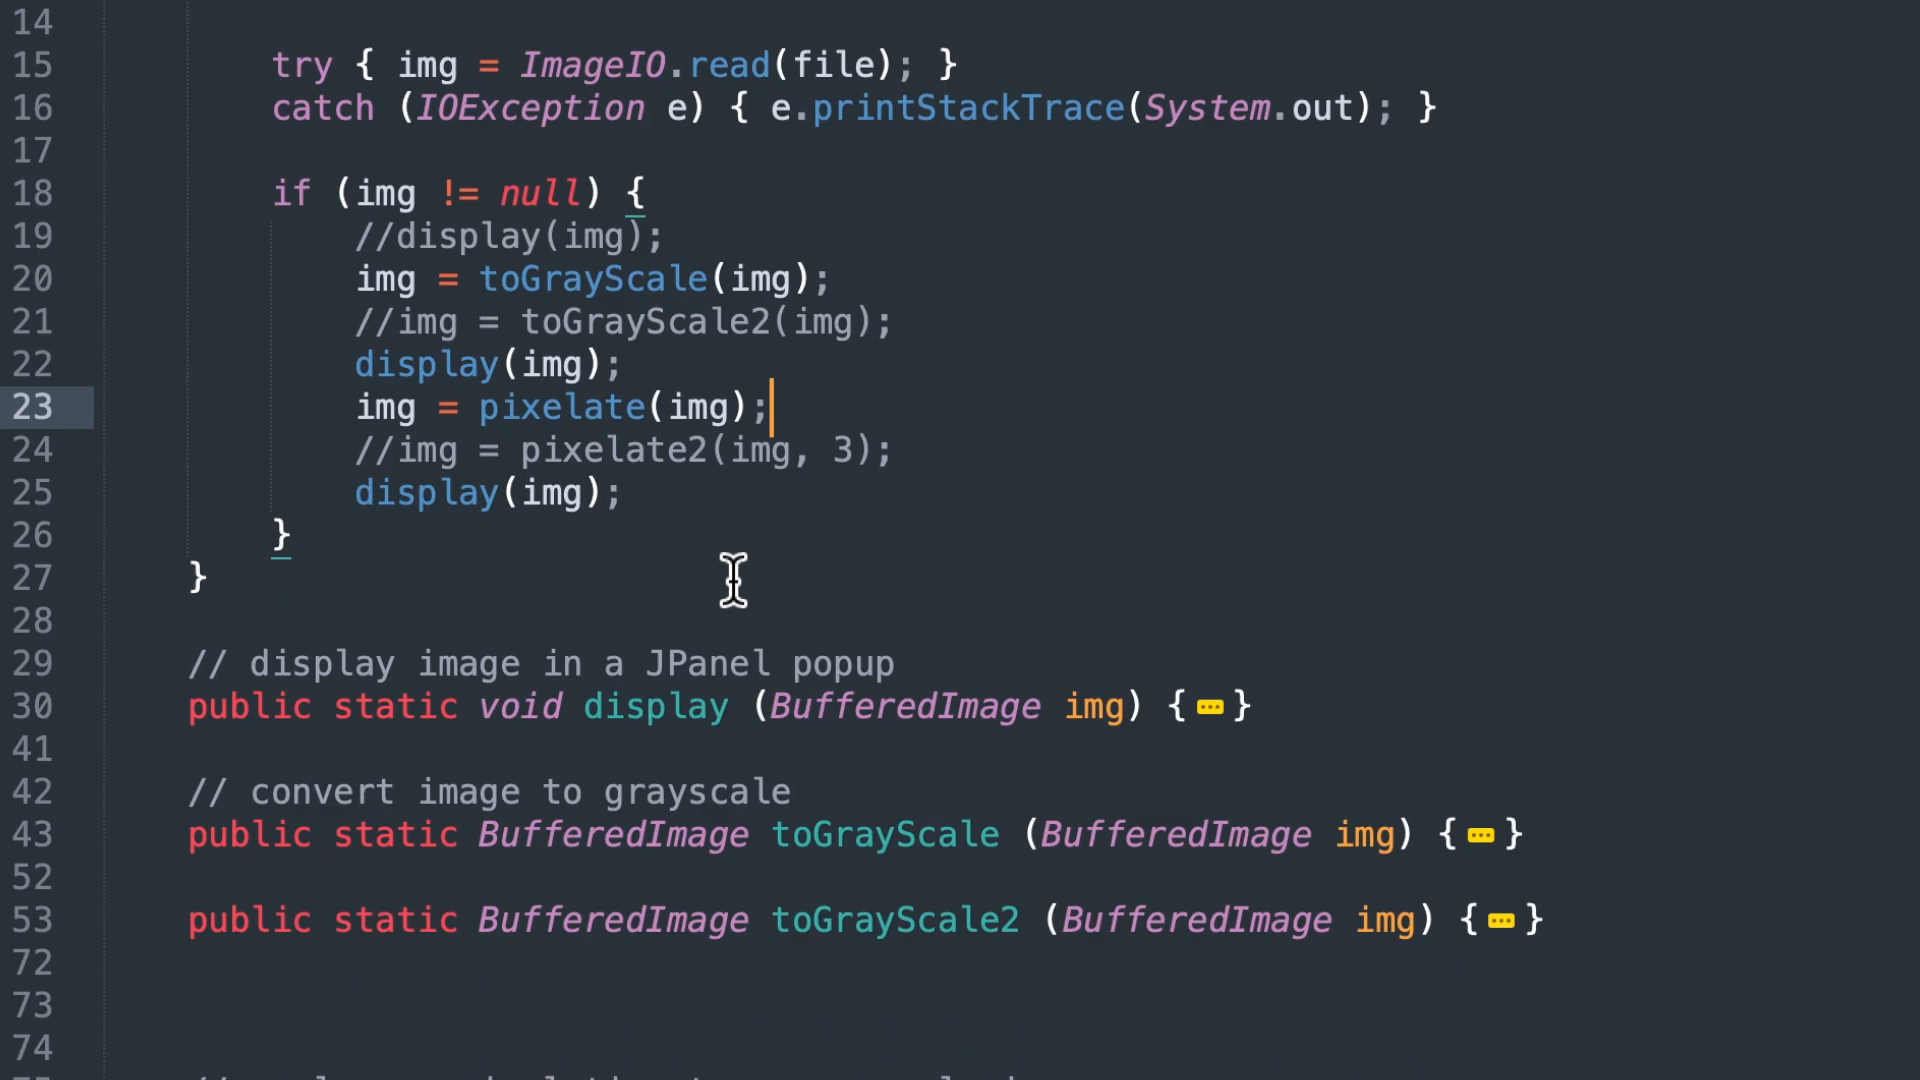 14
15 try { img = ImageIO.read(file); }
16 catch (IOException e) { e.printStackTrace(System.out); }
17
18 if (img != null) {
19 //display(img);
20 img = toGrayScale(img);
21 //img = toGrayScale2(img);
22 display(img);
23 img = pixelate(img);
24 //img = pixelate2(img, 3);
25 display(img);
26 }
27 }
28
29 // display image in a JPanel popup
30 public static void display (BufferedImage img) {...}
41
42 // convert image to grayscale
43 public static BufferedImage toGrayScale (BufferedImage img) {...}
52
53 public static BufferedImage toGrayScale2 (BufferedImage img) {...}
72
73
74